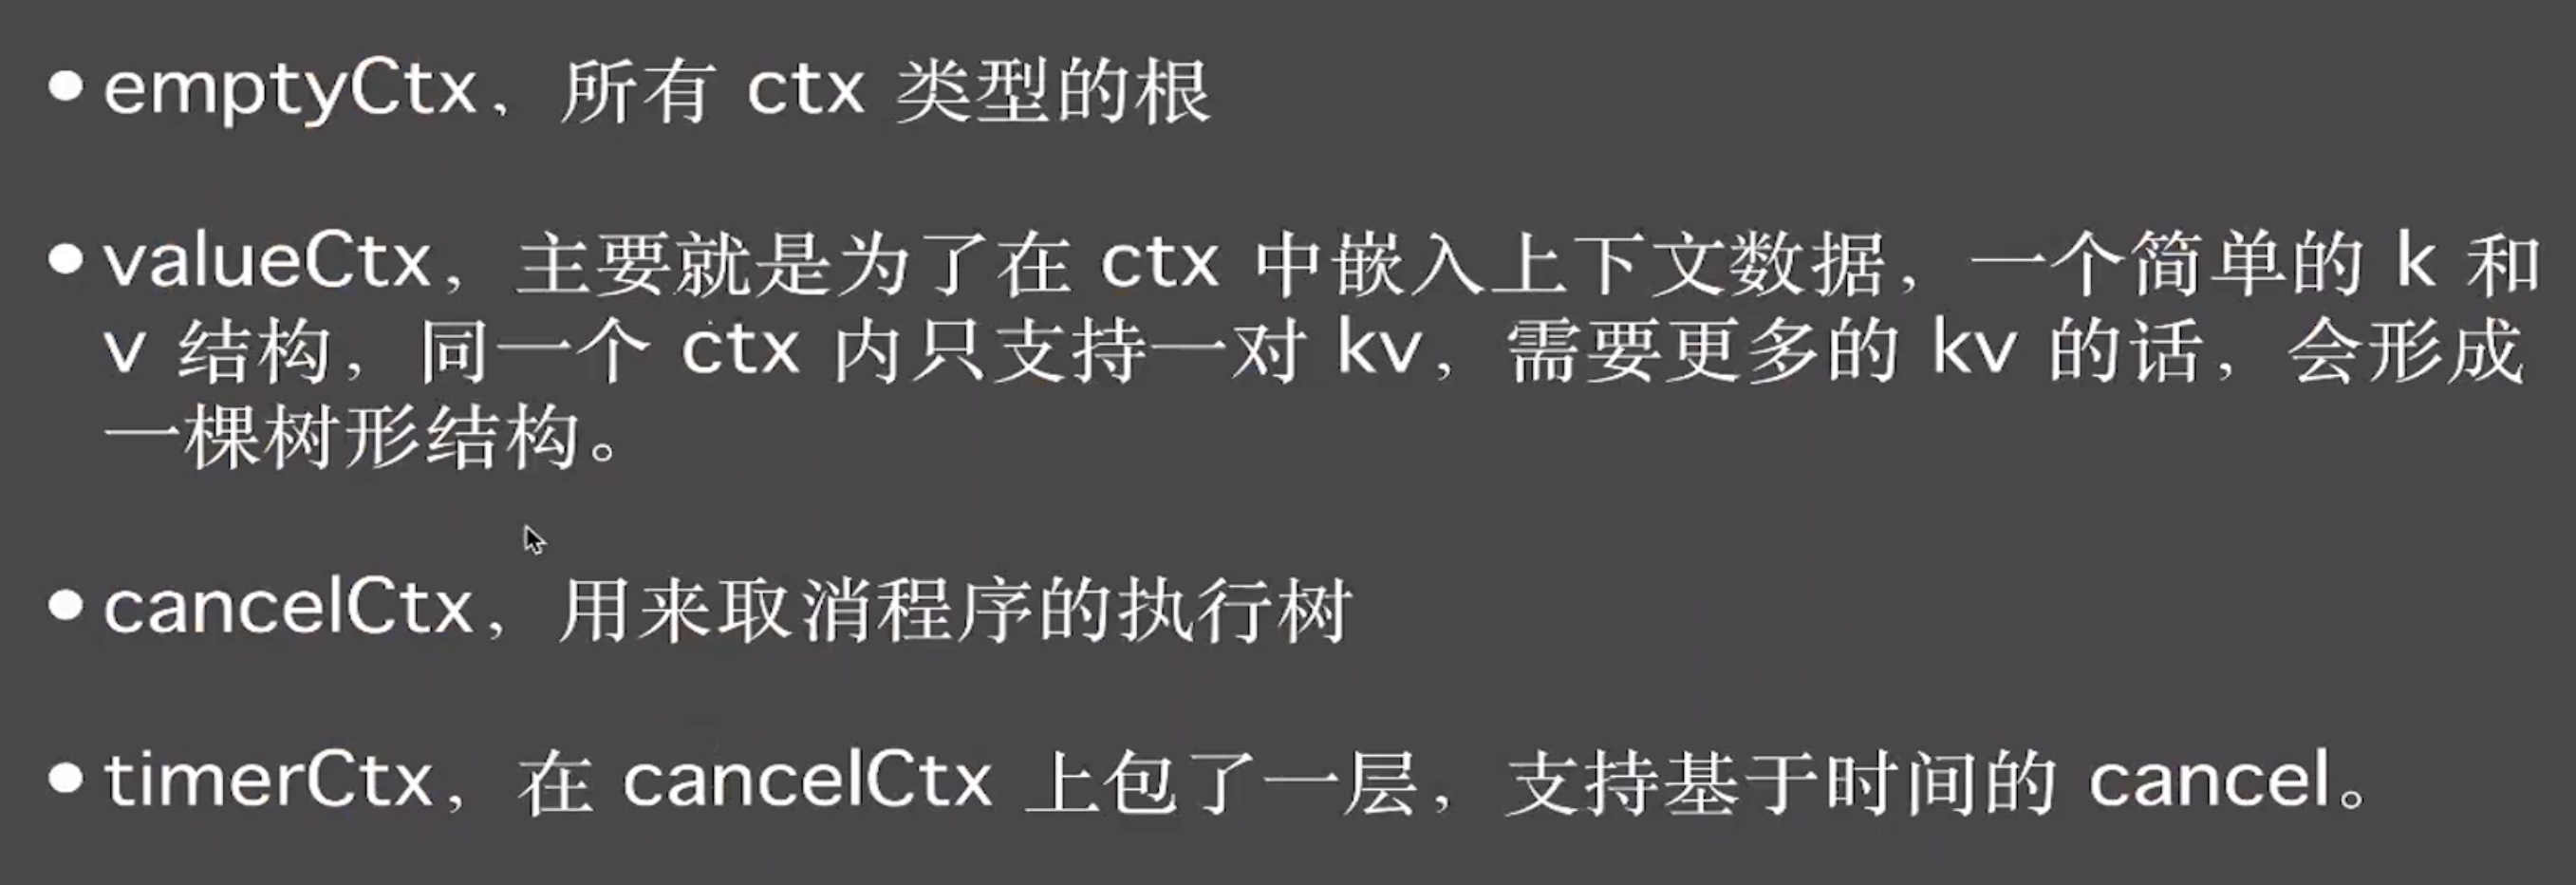 • emptyCtx，所有 ctx 类型的根
• valueCtx，主要就是为了在 ctx 中嵌入上下文数据，一个简单的 k 和
v 结构，同一个 ctx 内只支持一对 kv，需要更多的 kv 的话，会形成
一棵树形结构。
• cancelCtx，用来取消程序的执行树
• timerCtx，在 cancelCtx 上包了一层，支持基于时间的 cancel。